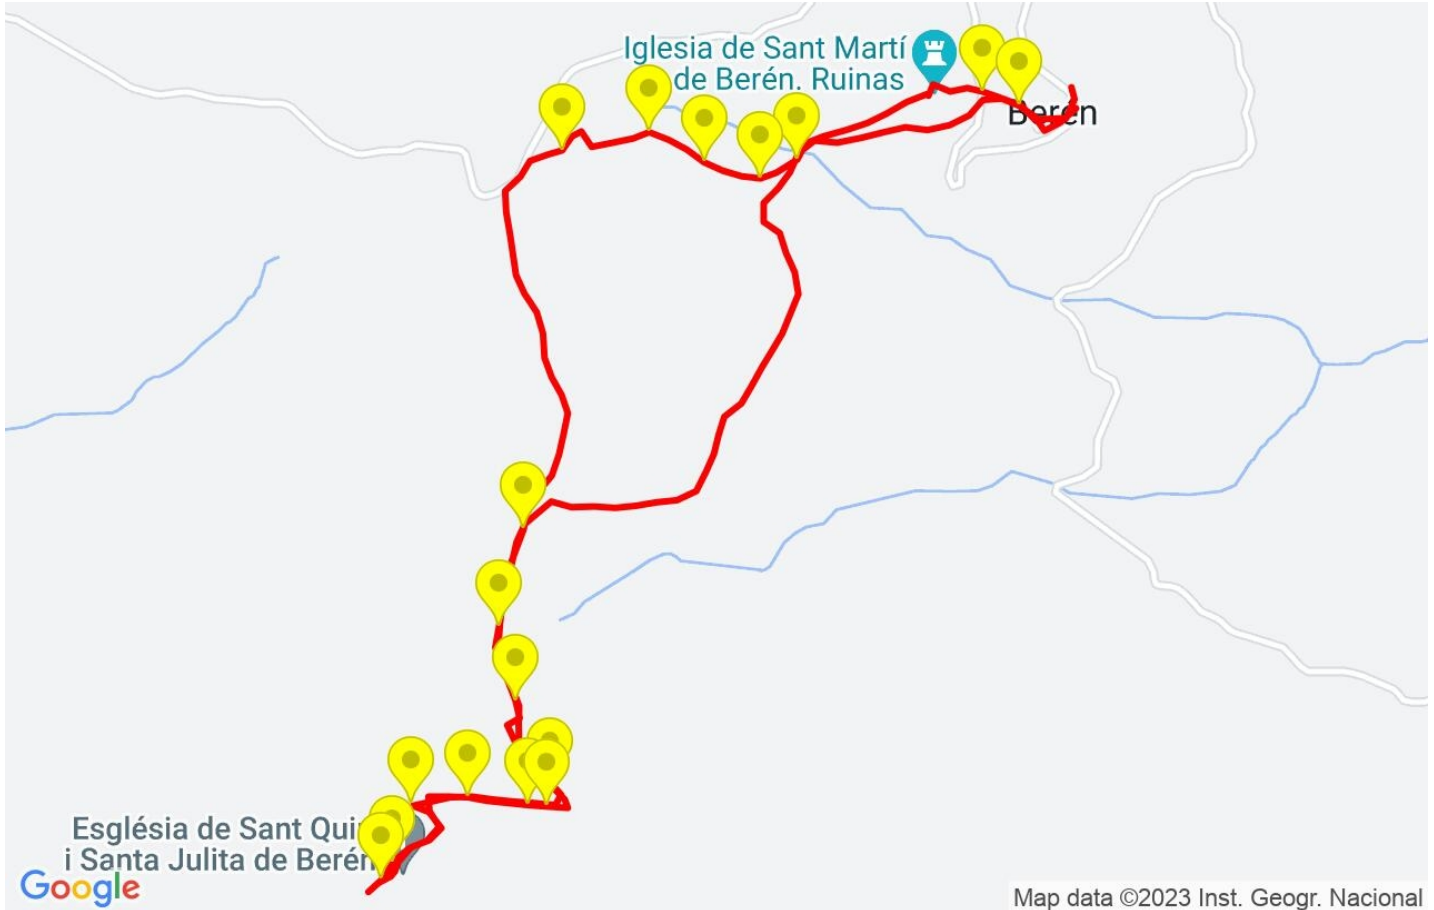 Iglesia de Sant Martí
de Berén. Ruinas
Berén
Església de Sant Qui
i Santa Julita de Berén
Google
Map data ©2023 Inst. Geogr. Nacional